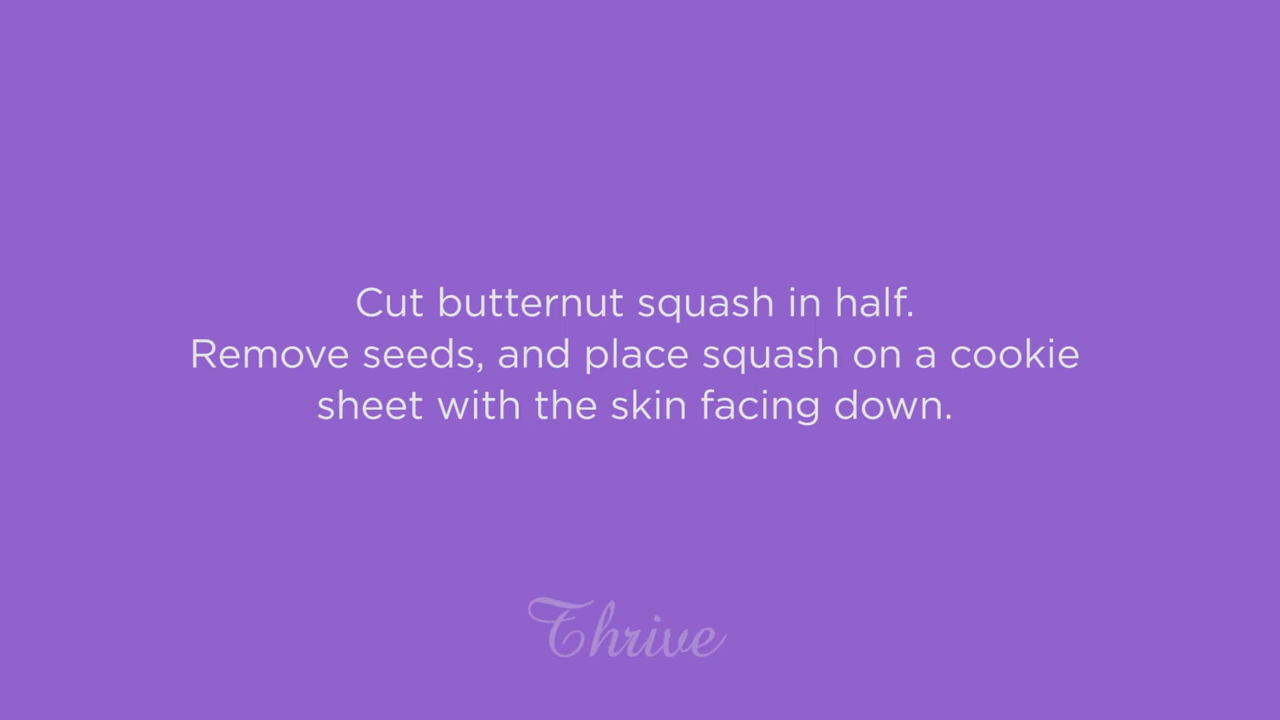 Cut butternut squash in half.
Remove seeds, and place squash on a cookie
sheet with the skin facing down.
Thrive